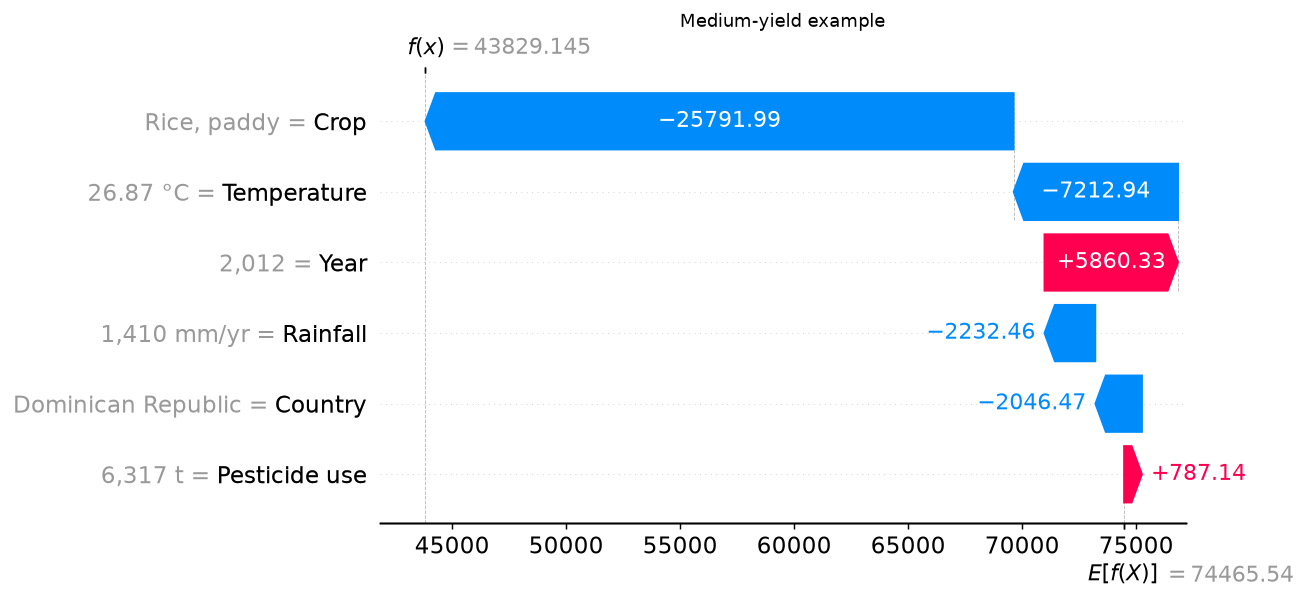 Medium-yield example
f(x) = 43829.145
Rice, paddy = Crop
−25791.99
26.87 °C = Temperature
−7212.94
2,012 = Year
+5860.33
1,410 mm/yr = Rainfall
−2232.46
Dominican Republic = Country
−2046.47
6,317 t = Pesticide use
+787.14
45000 50000 55000 60000 65000 70000 75000
E[f(X)] = 74465.54